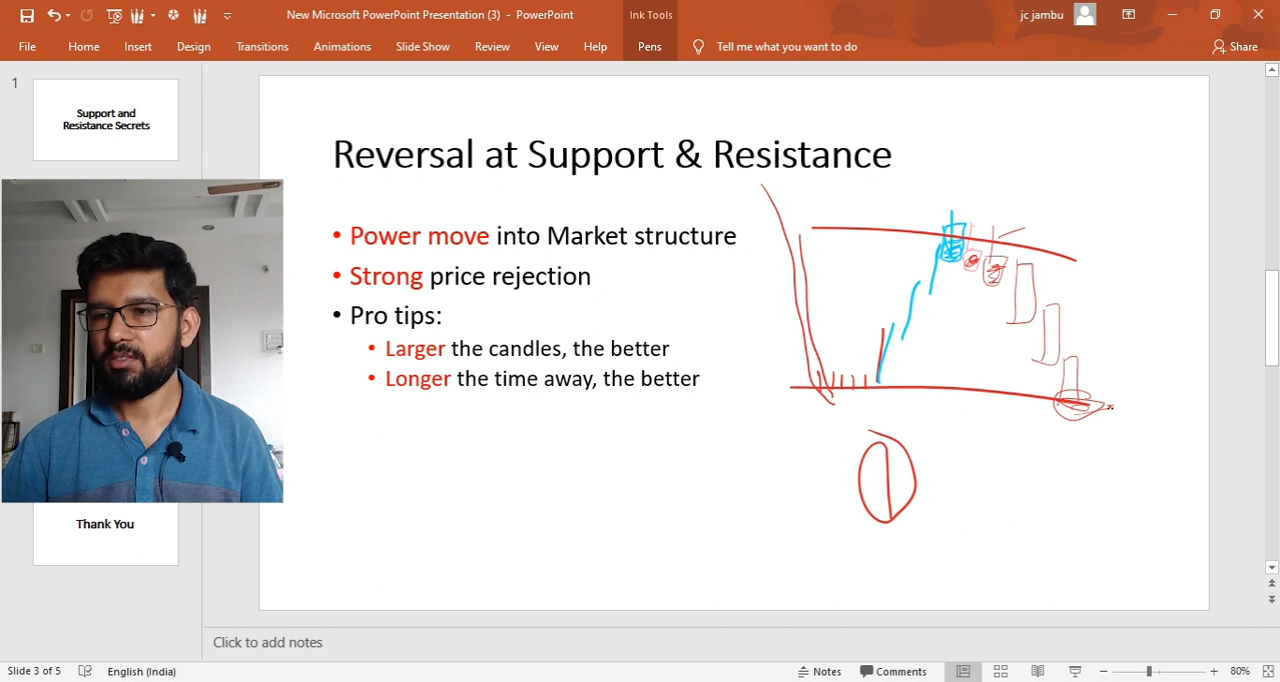 New Microsoft PowerPoint Presentation (3) - PowerPoint
Ink Tools
jc jambu
File Home Insert Design Transitions Animations Slide Show Review View Help Pens Tell me what you want to do Share
1
Support and
Resistance Secrets
Thank You
Reversal at Support & Resistance
• Power move into Market structure
• Strong price rejection
• Pro tips:
• Larger the candles, the better
• Longer the time away, the better
Click to add notes
Slide 3 of 5 English (India) Notes Comments 80%